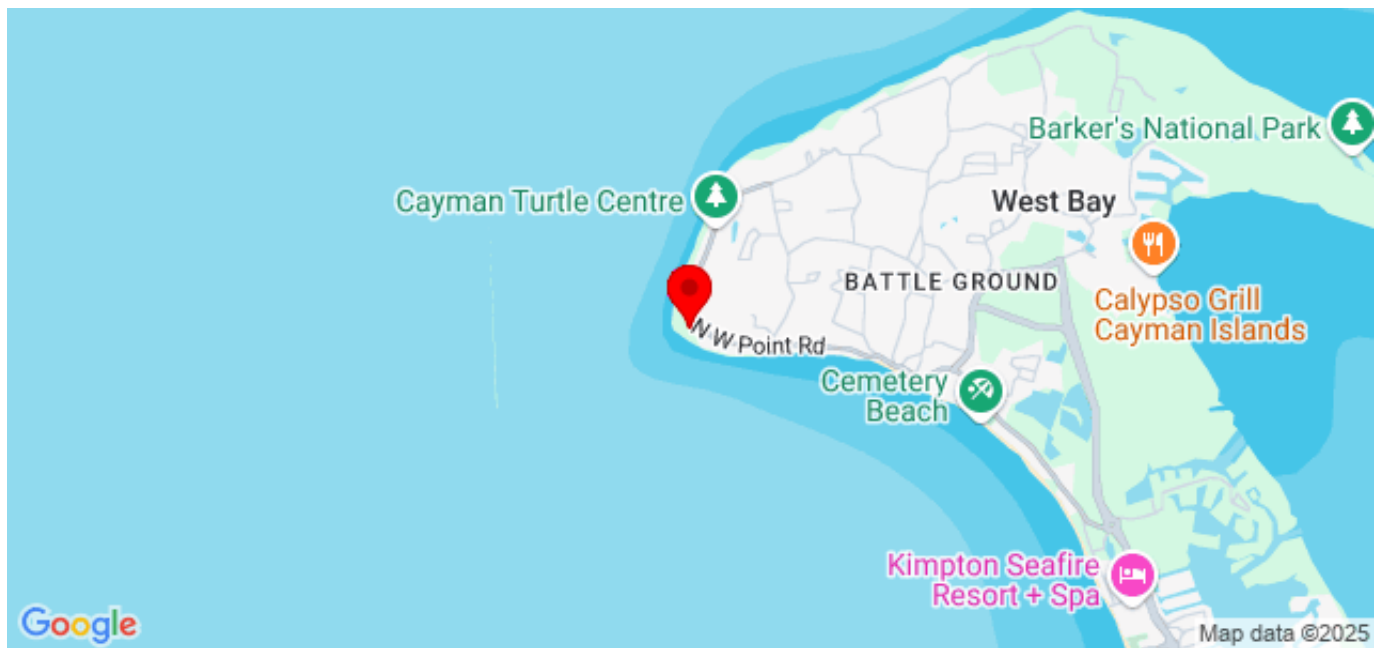 Barker's National Park
Cayman Turtle Centre
West Bay
BATTLE GROUND
Calypso Grill
Cayman Islands
N W Point Rd
Cemetery
Beach
Kimpton Seafire
Resort + Spa
Google
Map data ©2025